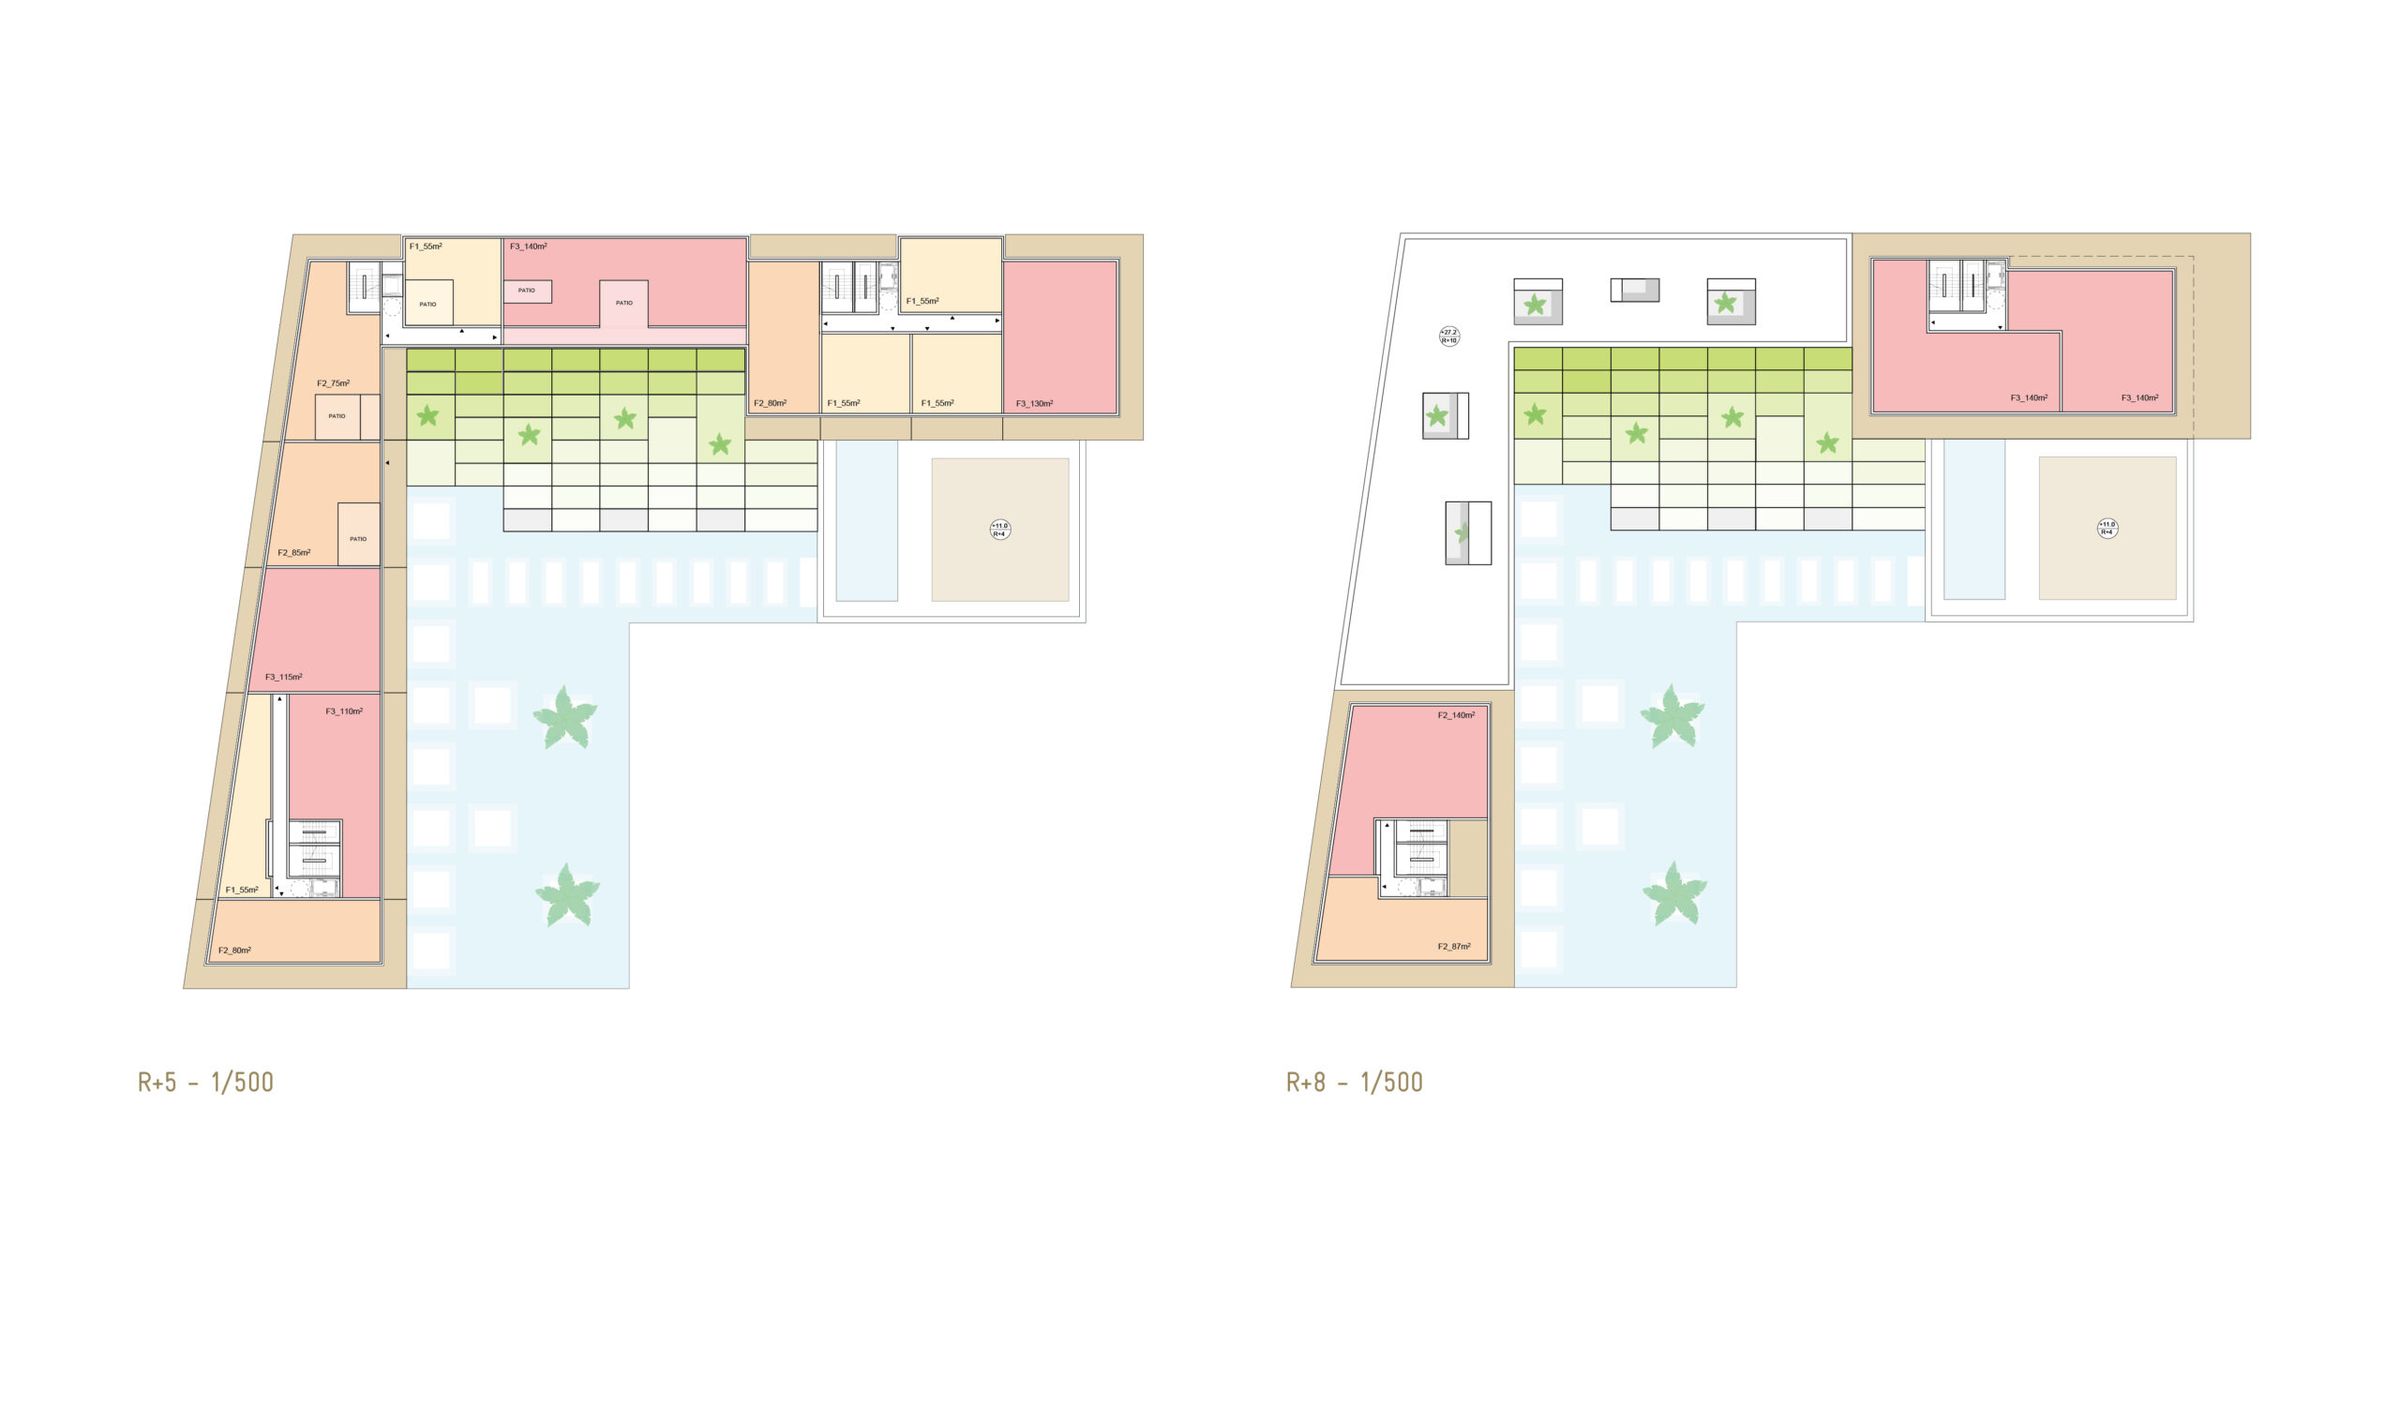 F1_55m²
F3_140m²
PATIO
PATIO
PATIO
F1_55m²
F2_75m²
PATIO
F2_80m²
F1_55m²
F1_55m²
F3_130m²
+11.0
R+4
PATIO
F2_85m²
F3_115m²
F3_110m²
F1_55m²
F2_80m²
R+5 - 1/500
+27.2
R+10
F3_140m²
F3_140m²
+11.0
R+4
F2_140m²
F2_87m²
R+8 - 1/500